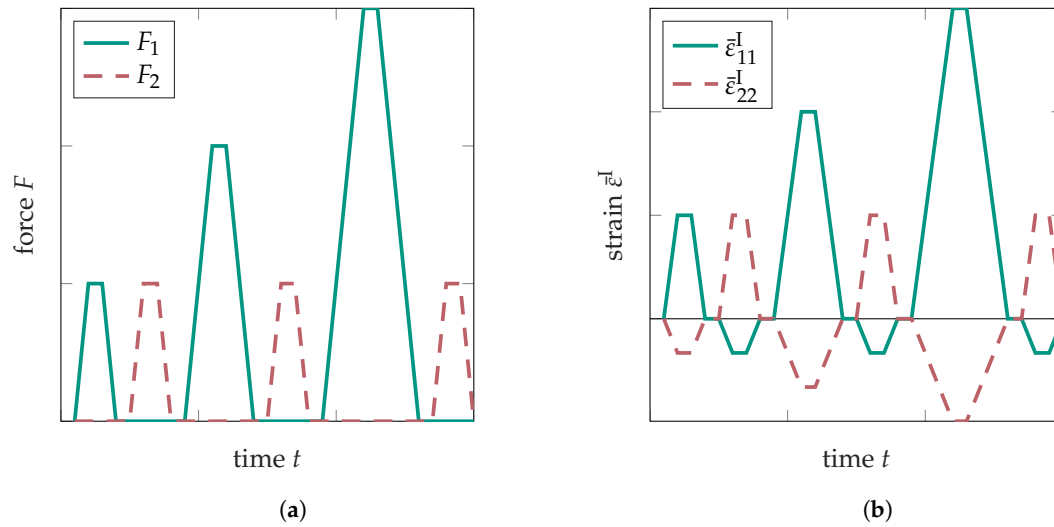 F₁
F₂
force F
time t
(a)
ε̄ᴵ₁₁
ε̄ᴵ₂₂
strain ε̄ᴵ
time t
(b)